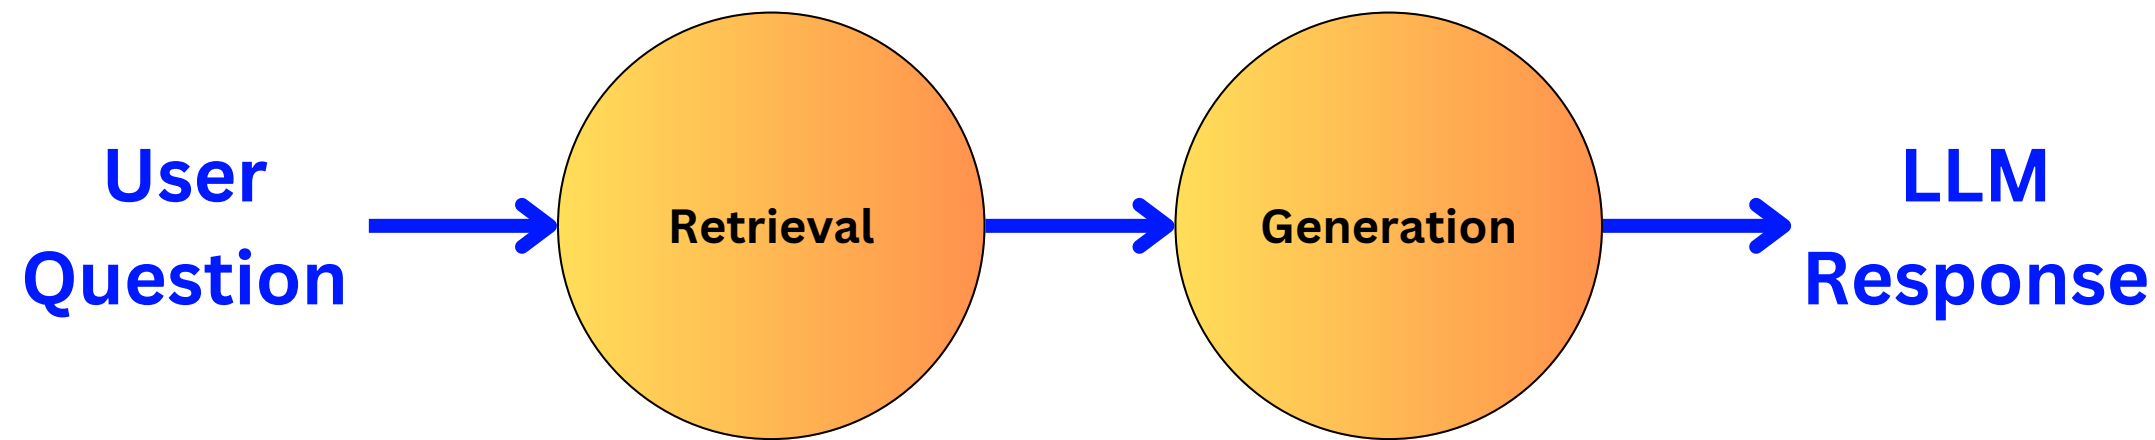 User
Question
Retrieval
Generation
LLM
Response